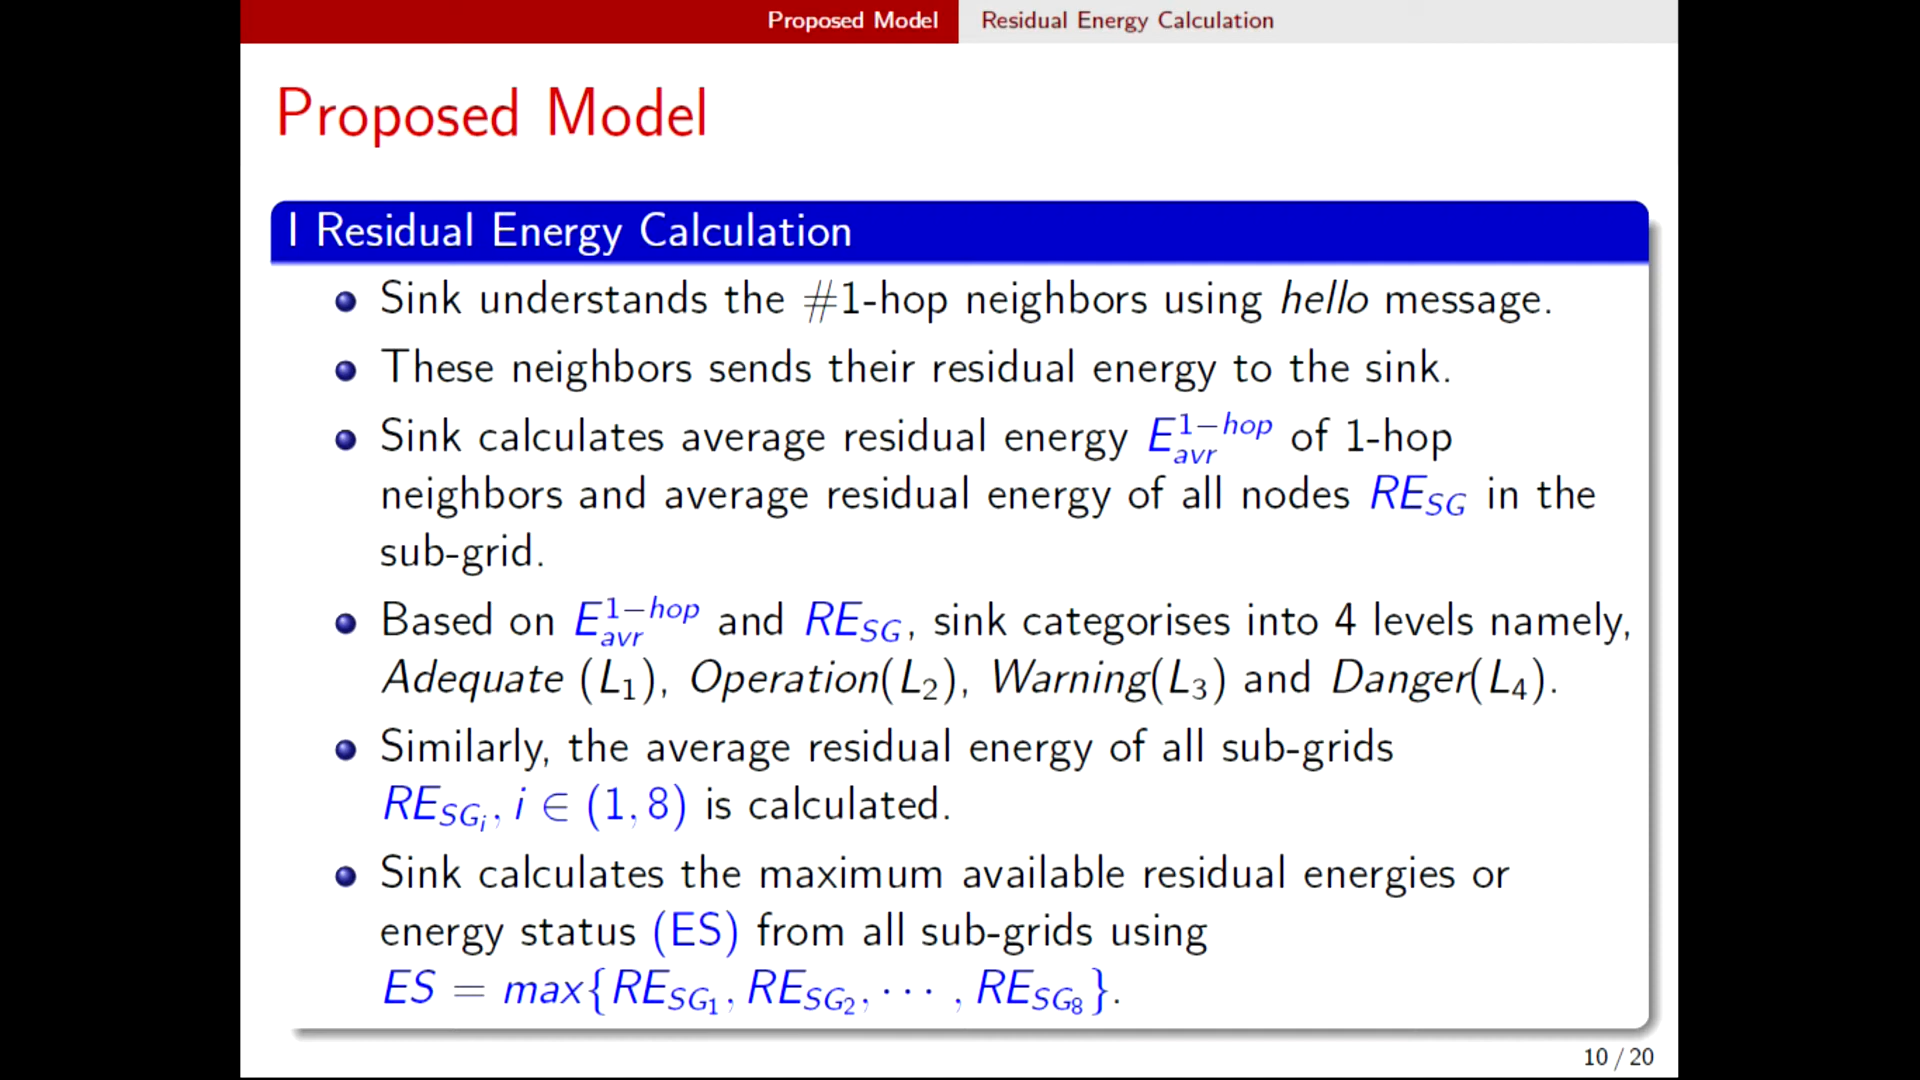 Proposed Model Residual Energy Calculation
Proposed Model
I Residual Energy Calculation
Sink understands the #1-hop neighbors using hello message.
These neighbors sends their residual energy to the sink.
Sink calculates average residual energy $E_{avr}^{1-hop}$ of 1-hop
neighbors and average residual energy of all nodes $RE_{SG}$ in the
sub-grid.
Based on $E_{avr}^{1-hop}$ and $RE_{SG}$, sink categorises into 4 levels namely,
Adequate ($L_1$), Operation($L_2$), Warning($L_3$) and Danger($L_4$).
Similarly, the average residual energy of all sub-grids
$RE_{SG_i}, i \in (1, 8)$ is calculated.
Sink calculates the maximum available residual energies or
energy status (ES) from all sub-grids using
$ES = max\{RE_{SG_1}, RE_{SG_2}, \cdots, RE_{SG_8}\}$.
10 / 20